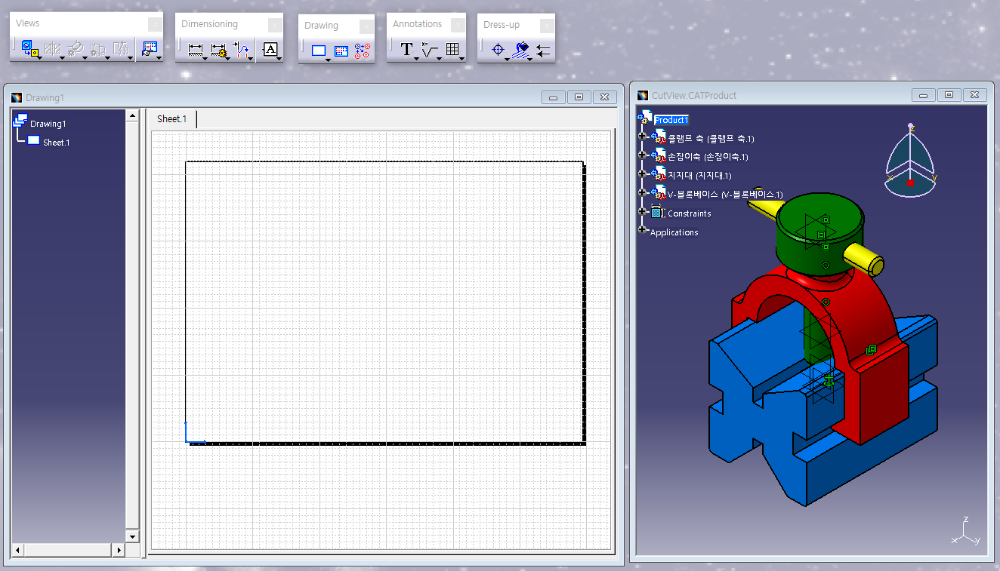 Views
Dimensioning
Drawing
Annotations
Dress-up
Drawing1
Drawing1
Sheet.1
Sheet.1
CutView.CATProduct
Product1
클램프 축 (클램프 축.1)
손잡이축 (손잡이축.1)
지지대 (지지대.1)
V-블록베이스 (V-블록베이스.1)
Constraints
Applications
z
x
y
z
x
y